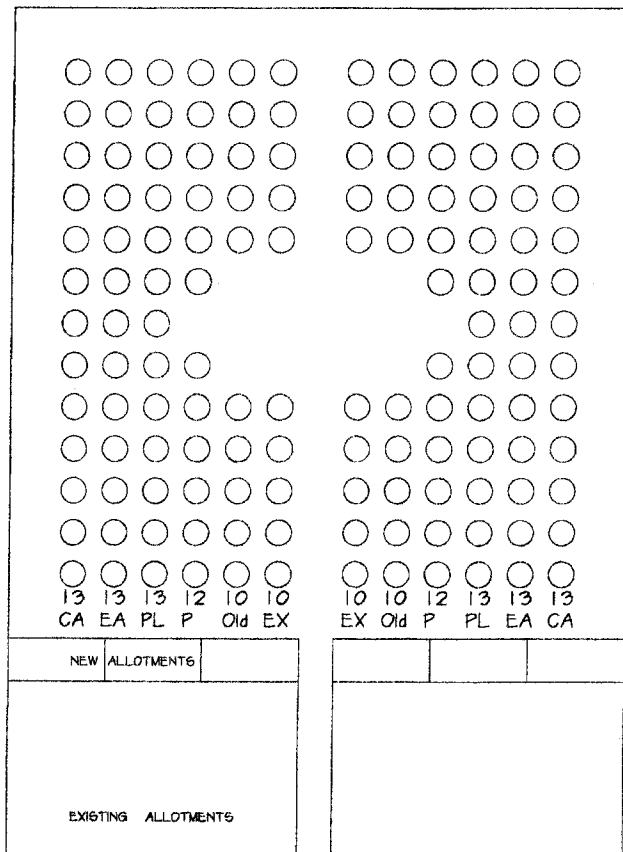 13 13 13 12 10 10 10 10 12 13 13 13
CA EA PL P Old EX EX Old P PL EA CA
NEW ALLOTMENTS
EXISTING ALLOTMENTS